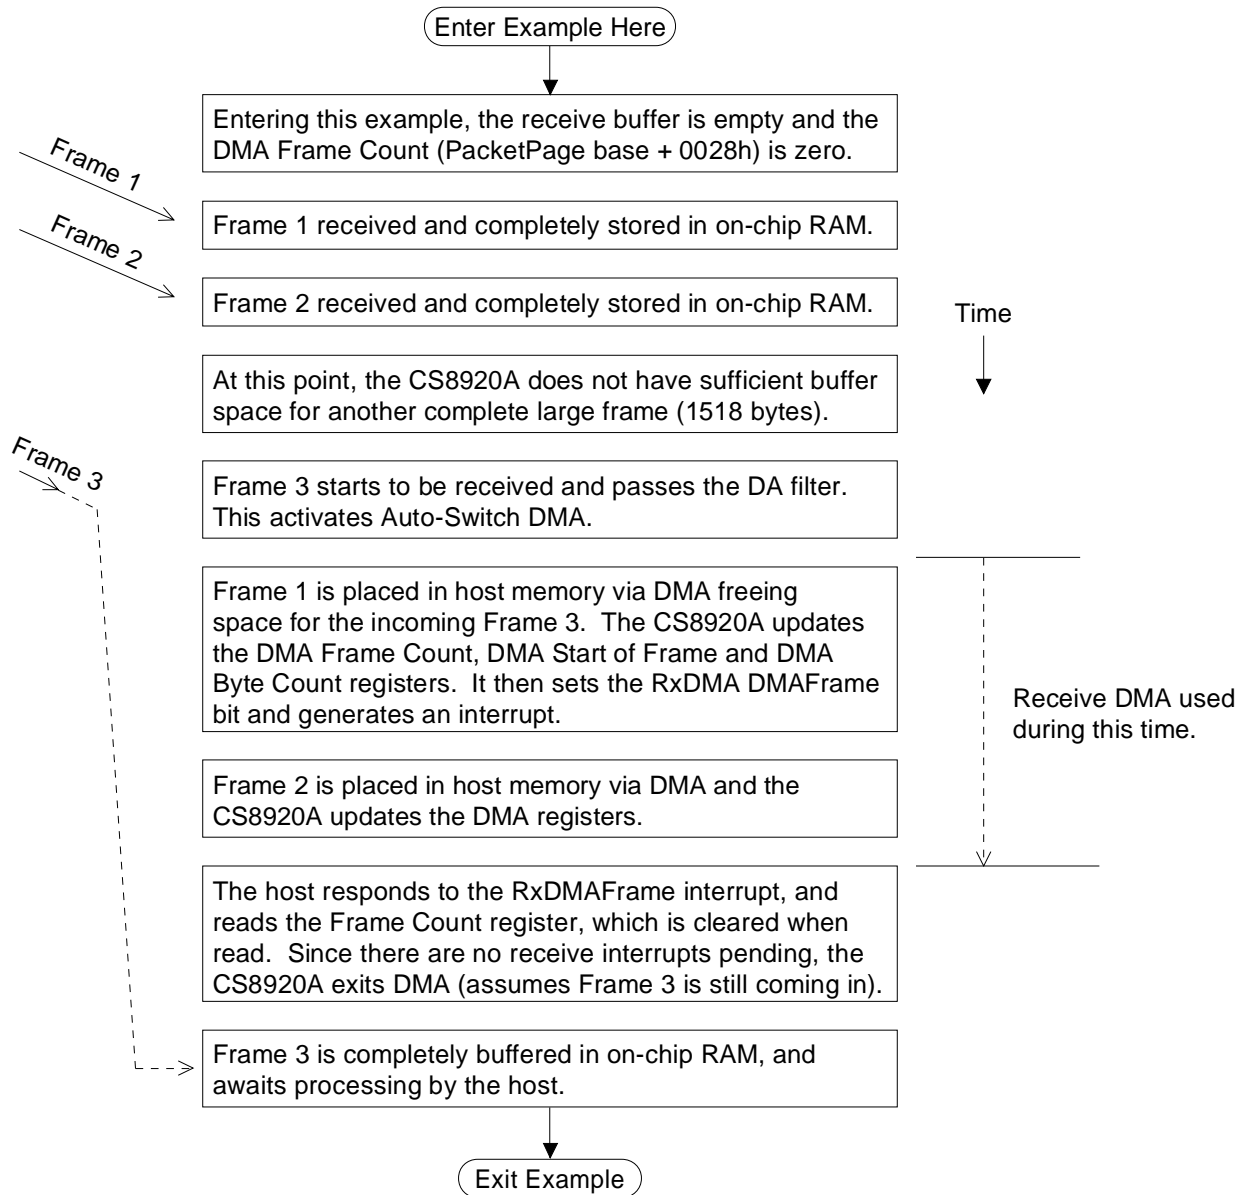 Enter Example Here
Entering this example, the receive buffer is empty and the
DMA Frame Count (PacketPage base + 0028h) is zero.
Frame 1
Frame 1 received and completely stored in on-chip RAM.
Frame 2
Frame 2 received and completely stored in on-chip RAM.
Time
At this point, the CS8920A does not have sufficient buffer
space for another complete large frame (1518 bytes).
Frame 3
Frame 3 starts to be received and passes the DA filter.
This activates Auto-Switch DMA.
Frame 1 is placed in host memory via DMA freeing
space for the incoming Frame 3. The CS8920A updates
the DMA Frame Count, DMA Start of Frame and DMA
Byte Count registers. It then sets the RxDMA DMAFrame
bit and generates an interrupt.
Receive DMA used
during this time.
Frame 2 is placed in host memory via DMA and the
CS8920A updates the DMA registers.
The host responds to the RxDMAFrame interrupt, and
reads the Frame Count register, which is cleared when
read. Since there are no receive interrupts pending, the
CS8920A exits DMA (assumes Frame 3 is still coming in).
Frame 3 is completely buffered in on-chip RAM, and
awaits processing by the host.
Exit Example